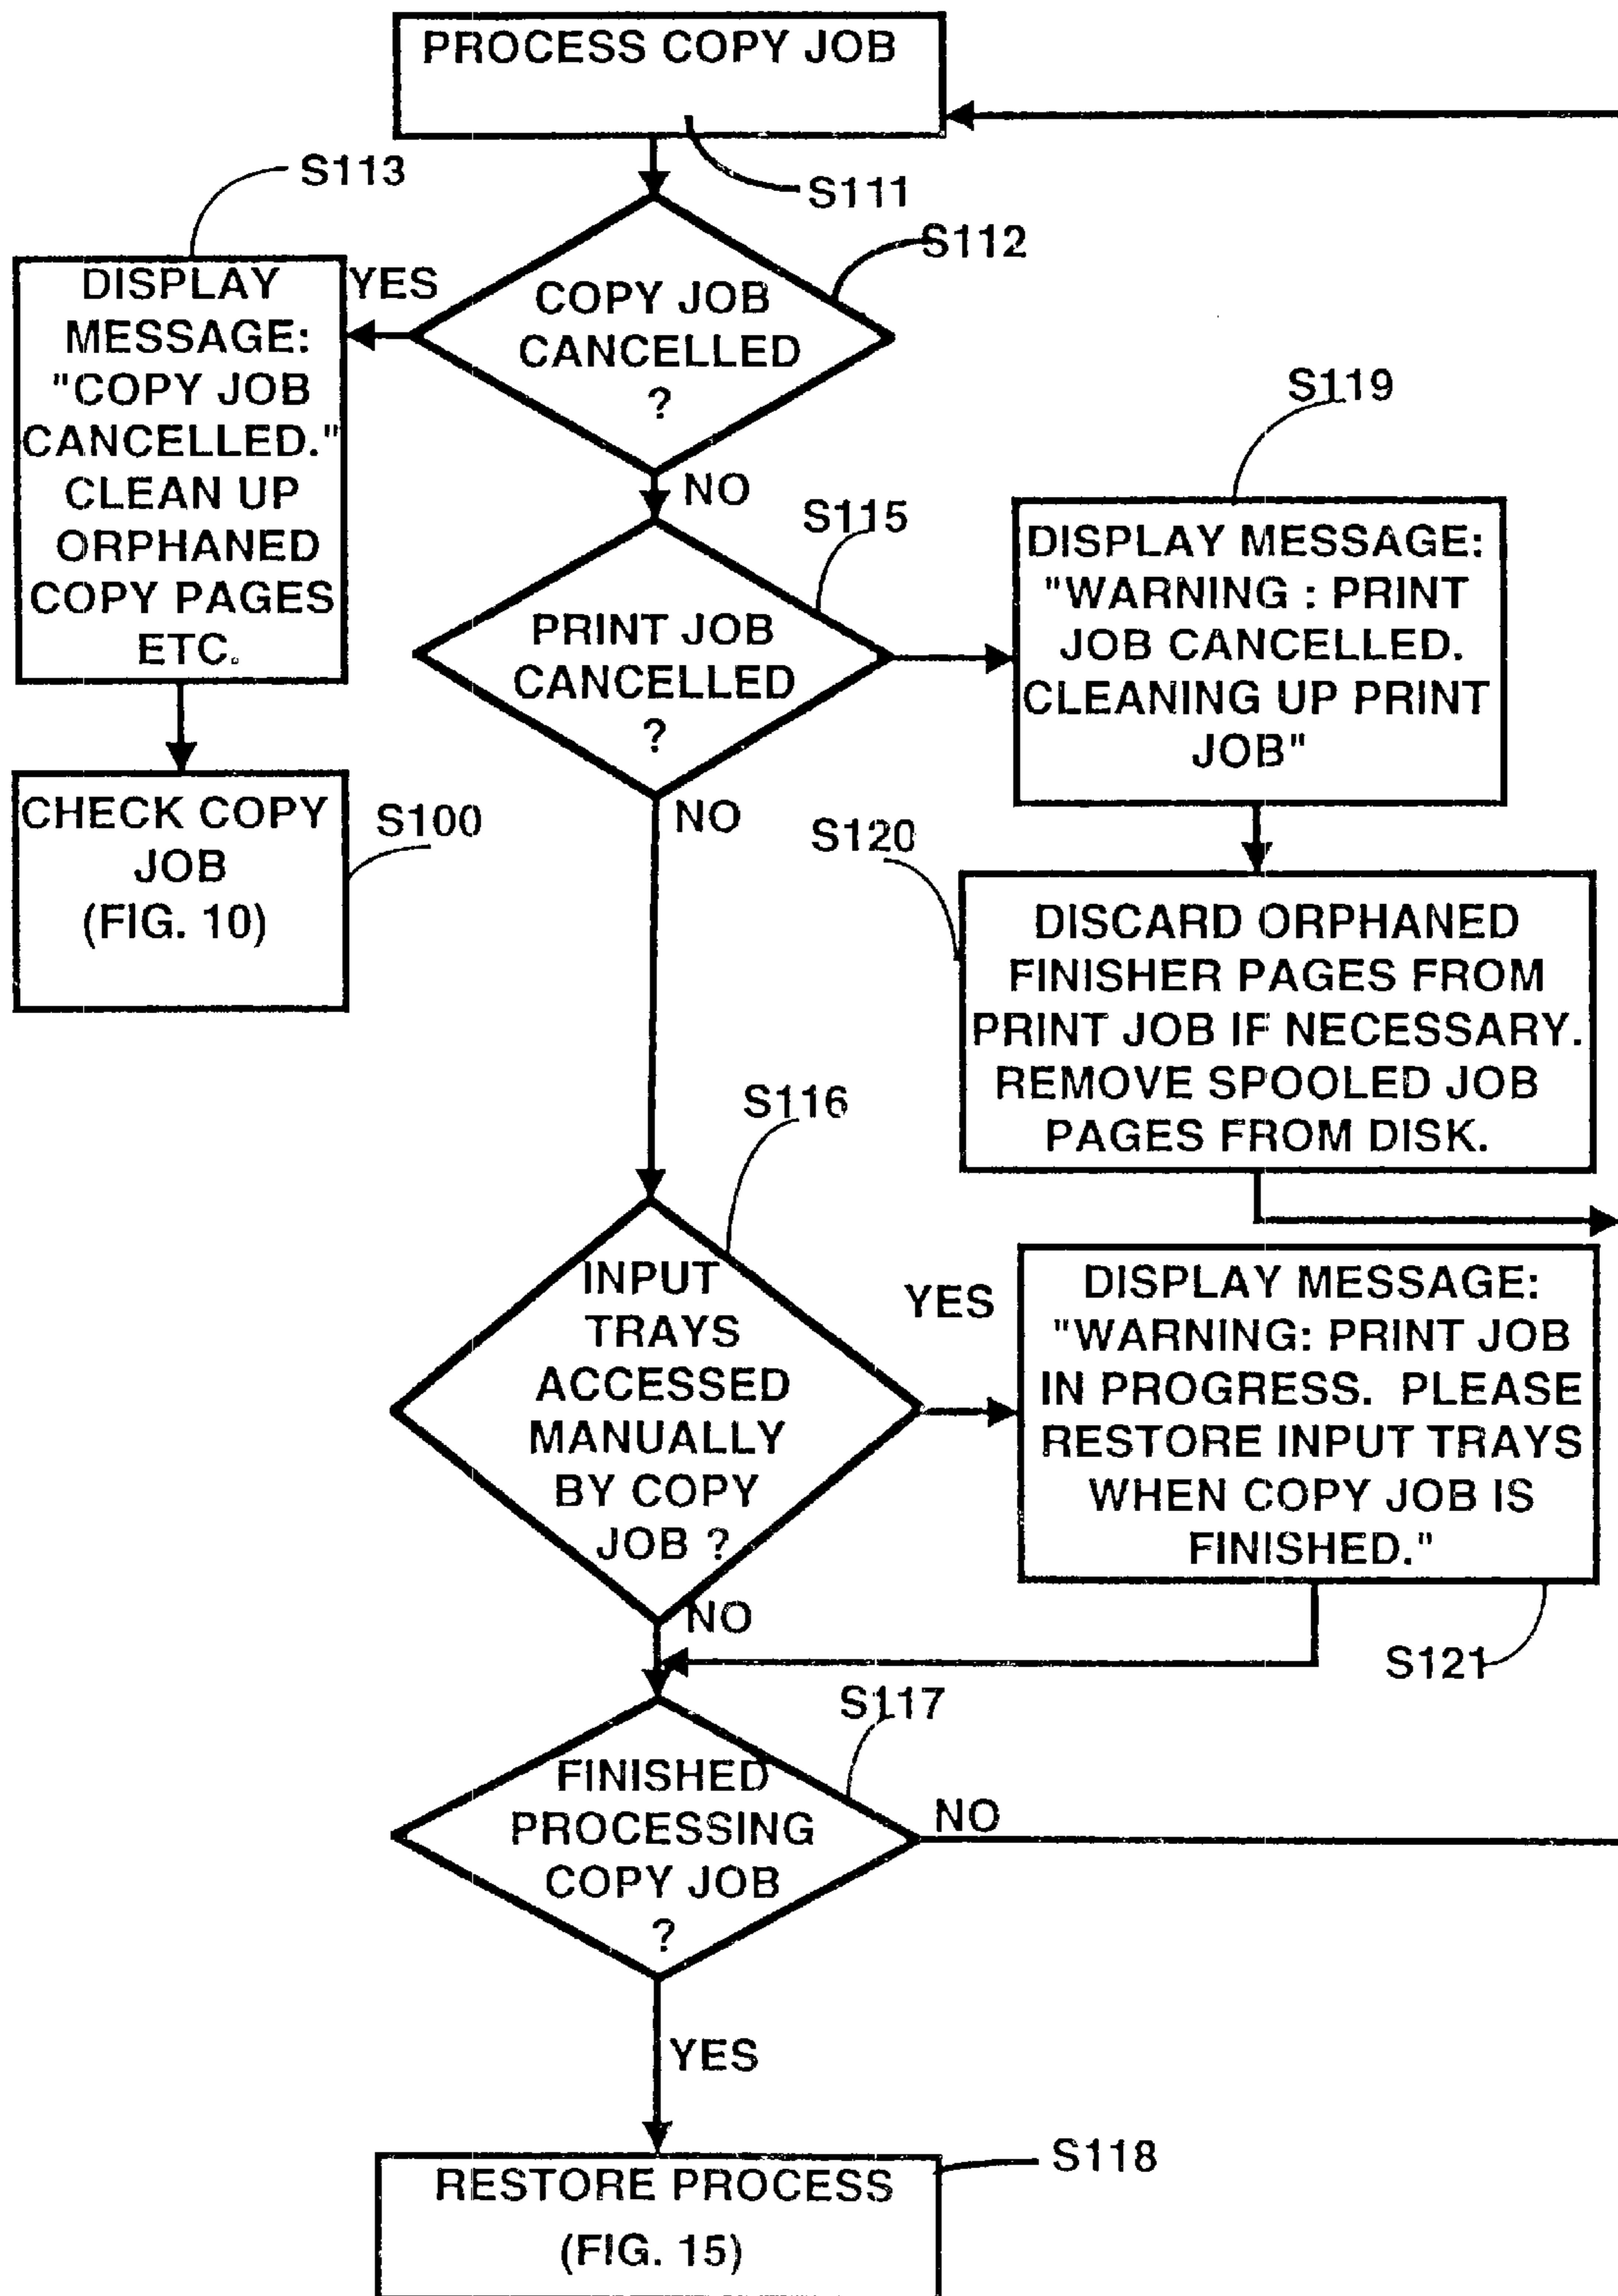 PROCESS COPY JOB
S111
S113
S112
DISPLAY
MESSAGE:
"COPY JOB
CANCELLED."
CLEAN UP
ORPHANED
COPY PAGES
ETC.
YES
COPY JOB
CANCELLED
?
NO
S119
S115
DISPLAY MESSAGE:
"WARNING : PRINT
JOB CANCELLED.
CLEANING UP PRINT
JOB"
PRINT JOB
CANCELLED
?
NO
CHECK COPY
JOB
(FIG. 10)
S100
S120
DISCARD ORPHANED
FINISHER PAGES FROM
PRINT JOB IF NECESSARY.
REMOVE SPOOLED JOB
PAGES FROM DISK.
S116
INPUT
TRAYS
ACCESSED
MANUALLY
BY COPY
JOB ?
YES
DISPLAY MESSAGE:
"WARNING: PRINT JOB
IN PROGRESS. PLEASE
RESTORE INPUT TRAYS
WHEN COPY JOB IS
FINISHED."
NO
S121
S117
FINISHED
PROCESSING
COPY JOB
?
NO
YES
S118
RESTORE PROCESS
(FIG. 15)